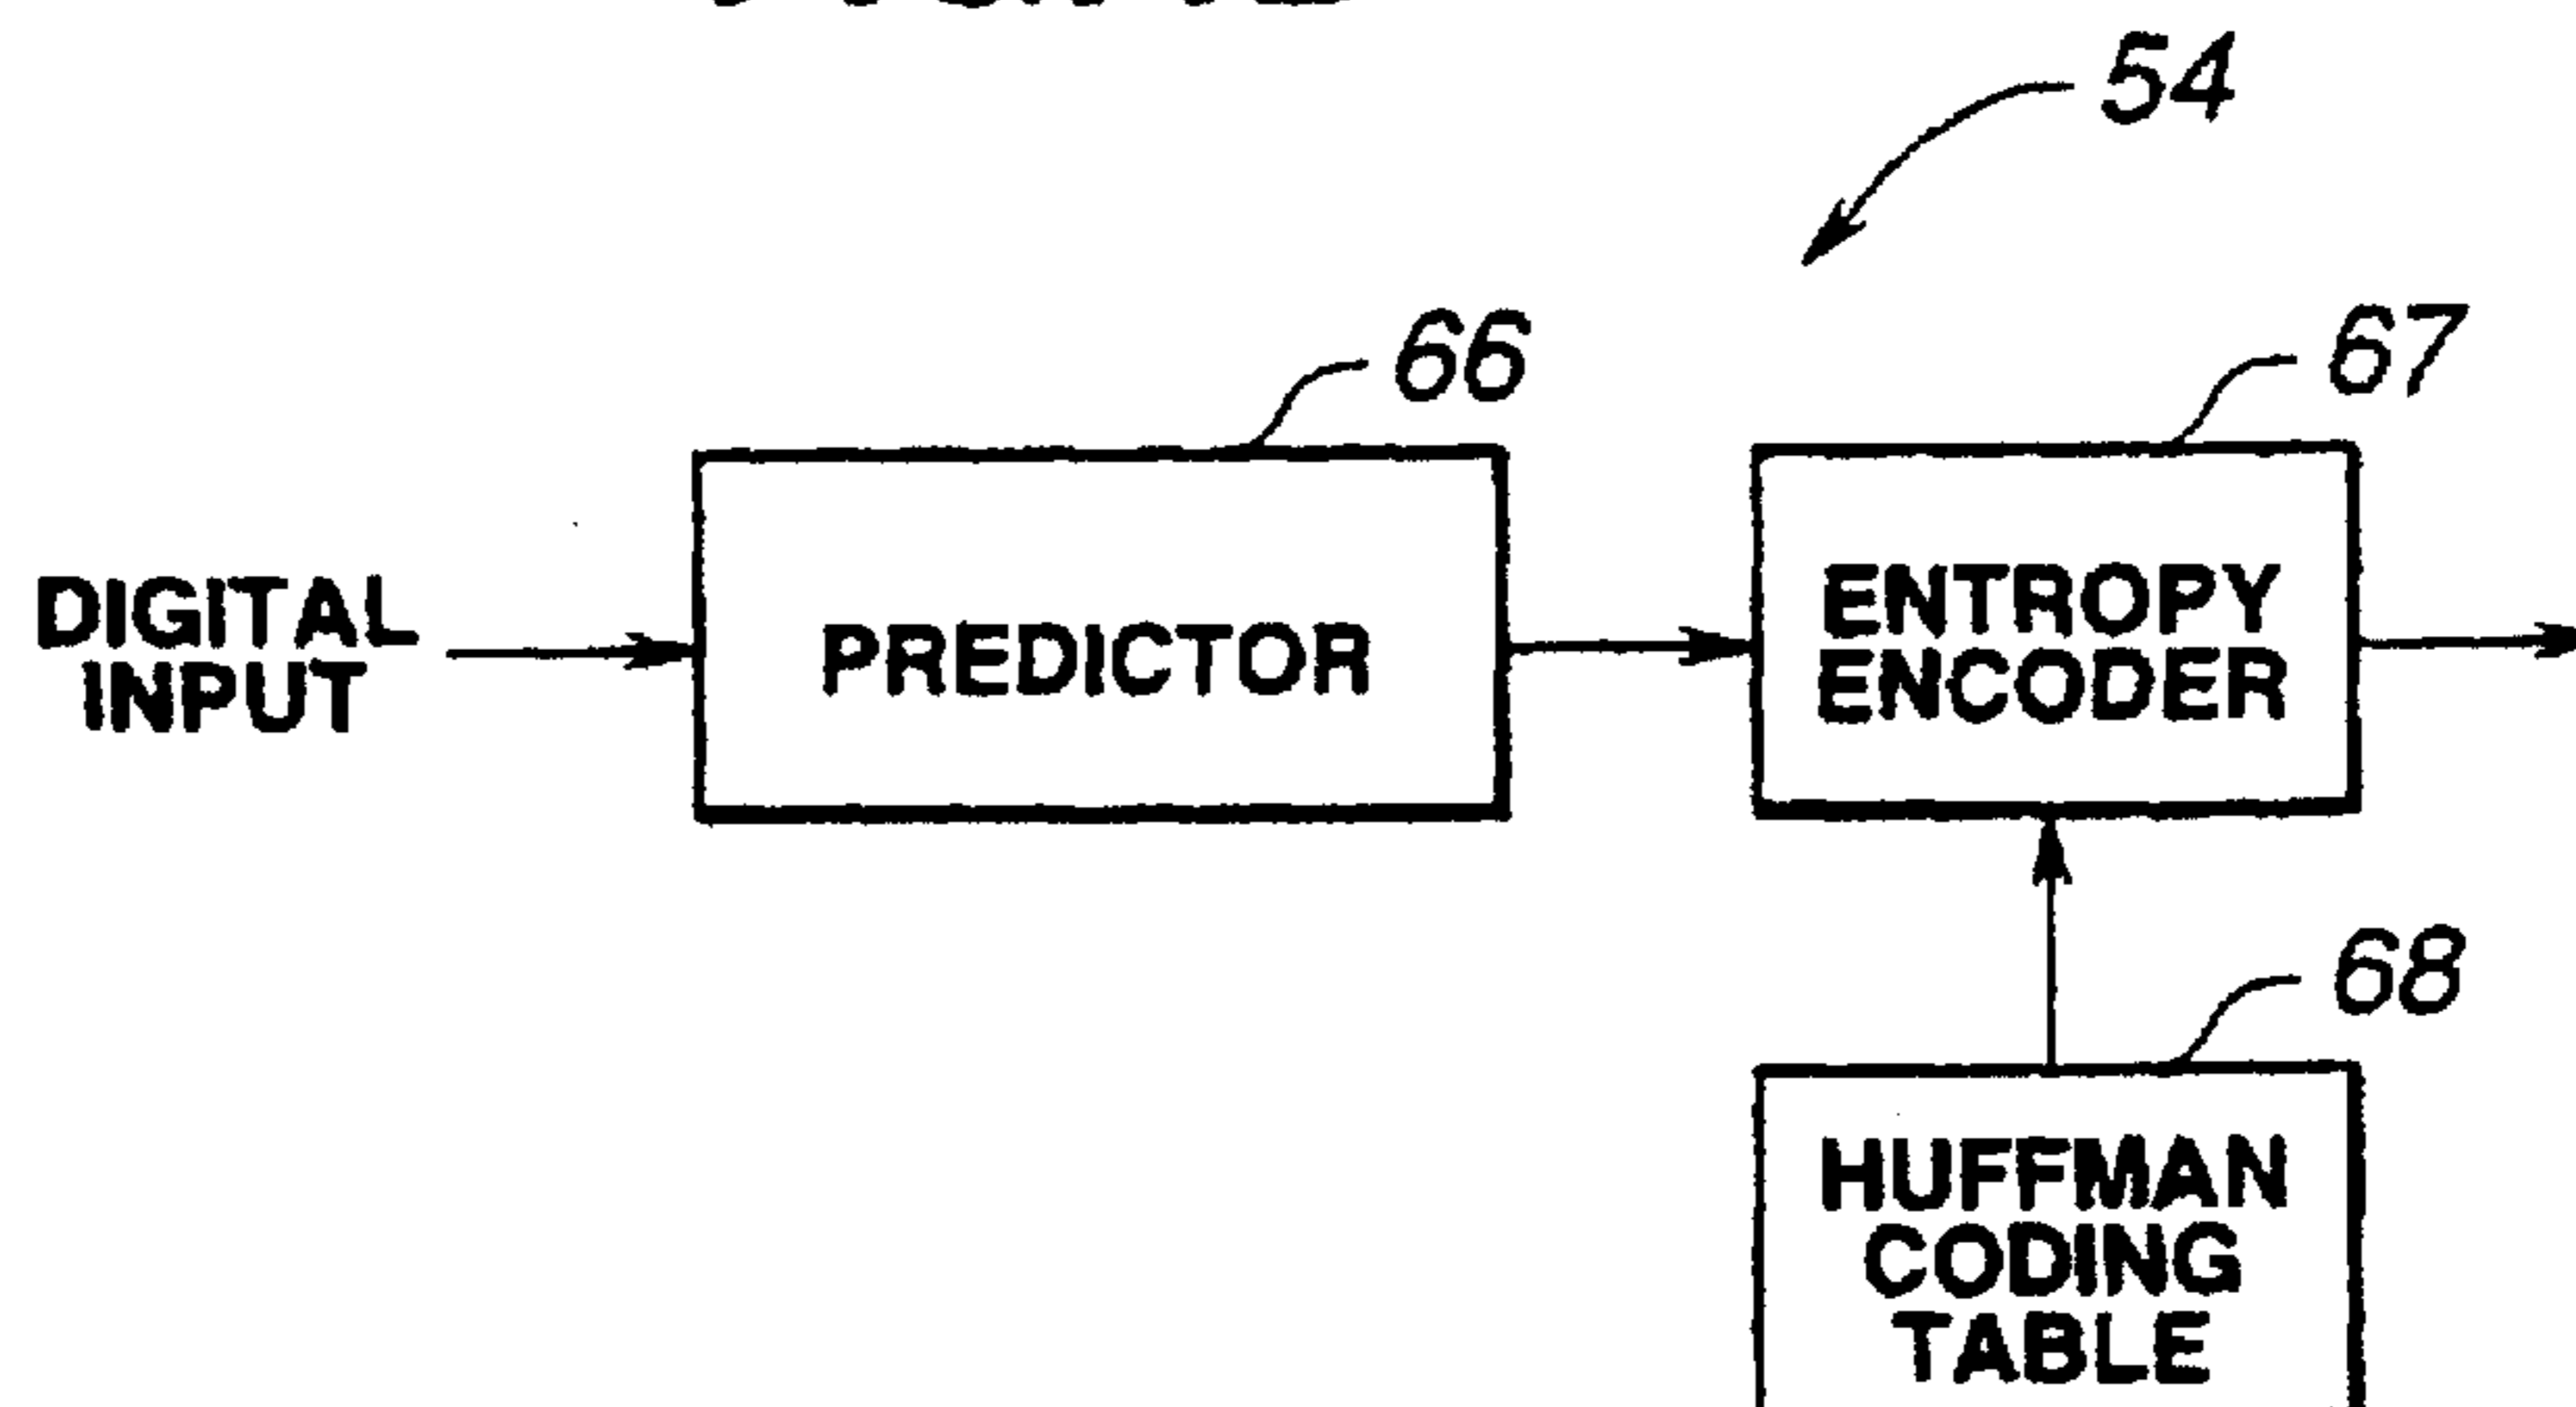 54
66
67
DIGITAL
INPUT
PREDICTOR
ENTROPY
ENCODER
68
HUFFMAN
CODING
TABLE